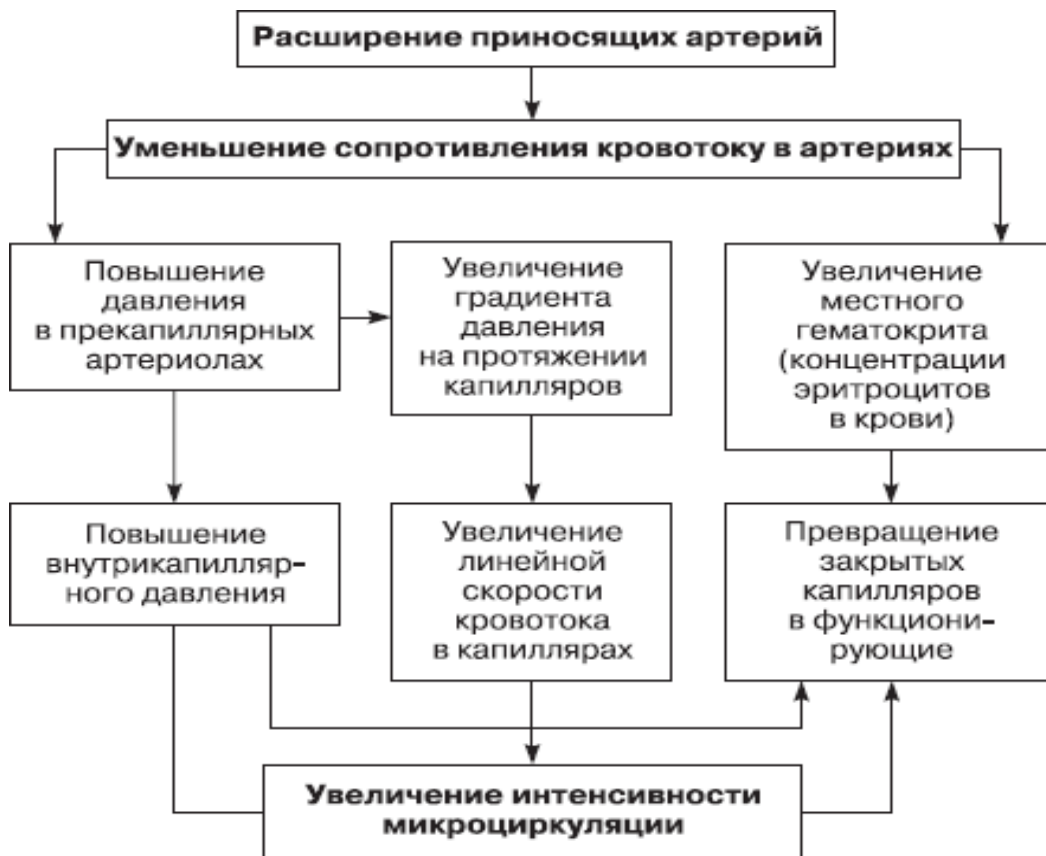 Расширение приносящих артерий
Уменьшение сопротивления кровотоку в артериях
Повышение
давления
в прекапиллярных
артериолах
Увеличение
градиента
давления
на протяжении
капилляров
Увеличение
местного
гематокрита
(концентрации
эритроцитов
в крови)
Повышение
внутрикапилляр-
ного давления
Увеличение
линейной
скорости
кровотока
в капиллярах
Превращение
закрытых
капилляров
в функциони-
рующие
Увеличение интенсивности
микроциркуляции